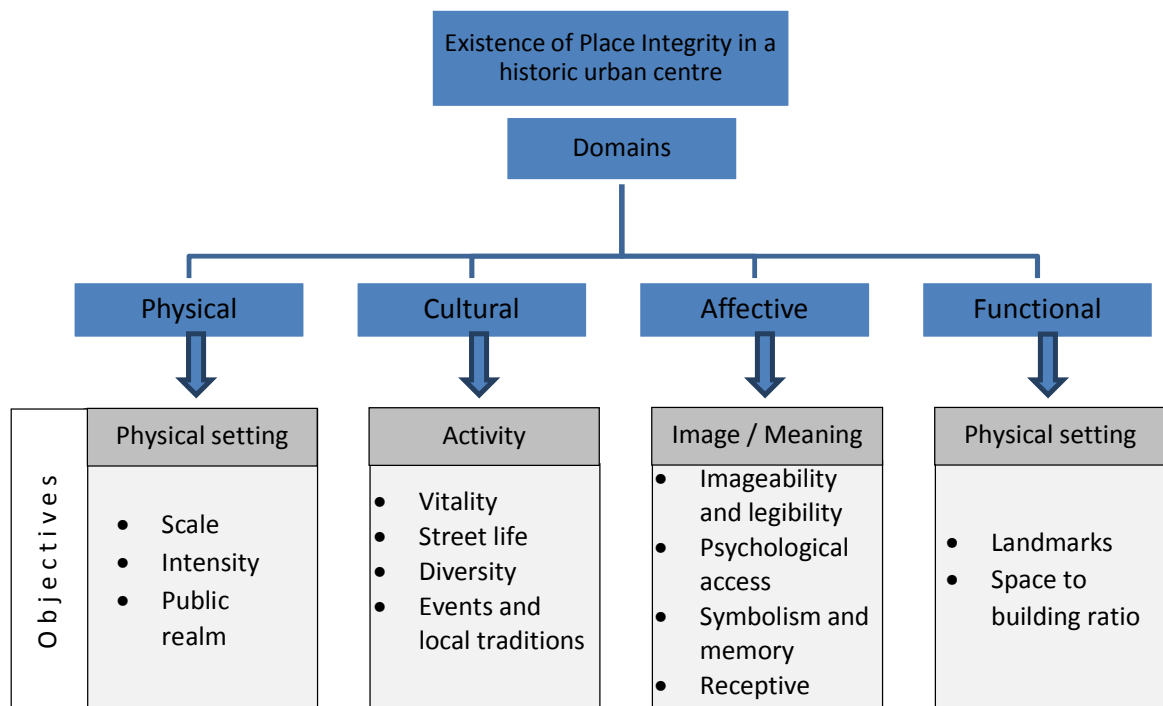 Existence of Place Integrity in a
historic urban centre
Domains
Physical
Cultural
Affective
Functional
Objectives
Physical setting
• Scale
• Intensity
• Public
realm
Activity
• Vitality
• Street life
• Diversity
• Events and
local traditions
Image / Meaning
• Imageability
and legibility
• Psychological
access
• Symbolism and
memory
• Receptive
Physical setting
• Landmarks
• Space to
building ratio